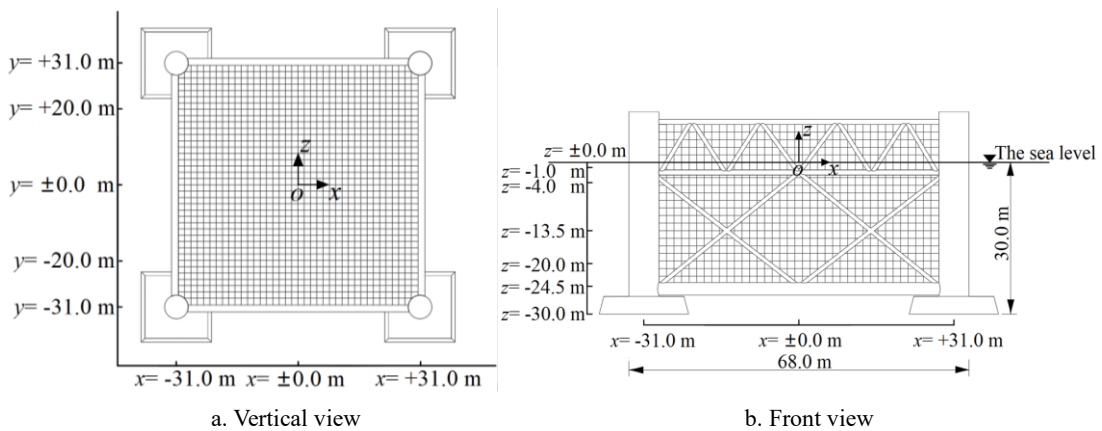 y= +31.0 m
y= +20.0 m
y= ±0.0 m
y= -20.0 m
y= -31.0 m
z
o
x
x= -31.0 m
x= ±0.0 m
x= +31.0 m
a. Vertical view
z= ±0.0 m
z= -1.0 m
z= -4.0 m
z= -13.5 m
z= -20.0 m
z= -24.5 m
z= -30.0 m
z
o
x
The sea level
30.0 m
x= -31.0 m
x= ±0.0 m
x= +31.0 m
68.0 m
b. Front view